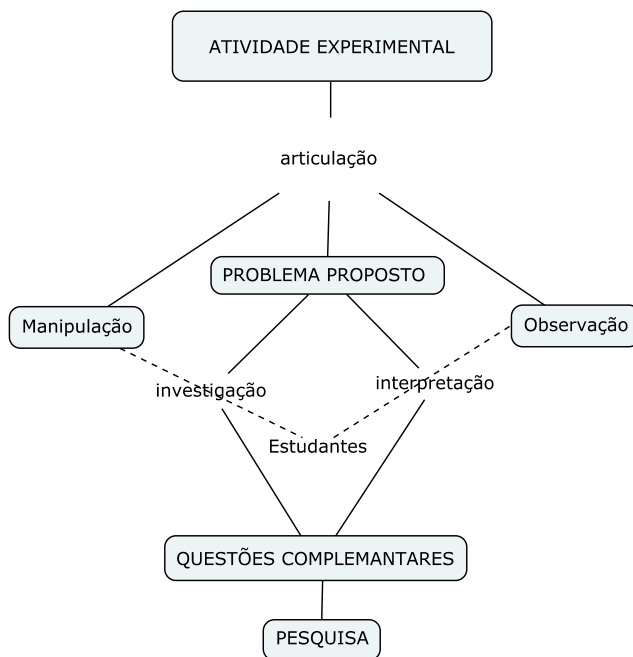 ATIVIDADE EXPERIMENTAL
articulação
PROBLEMA PROPOSTO
Manipulação
Observação
investigação
interpretação
Estudantes
QUESTÕES COMPLEMANTARES
PESQUISA